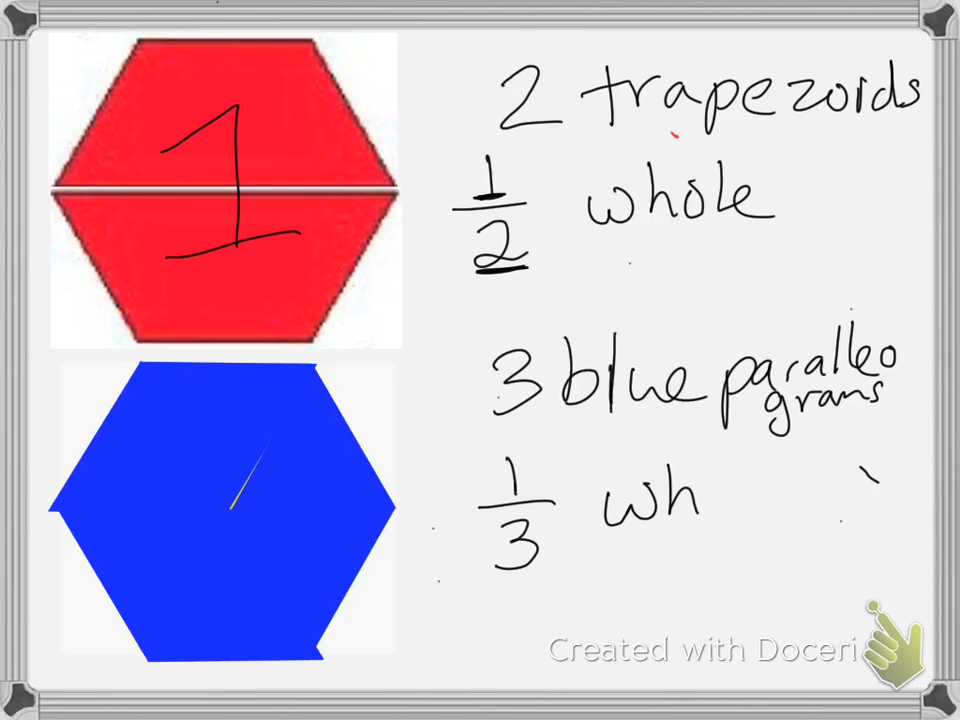 1
2 trapezoids
1
2 whole
3 blue paralleo
grams
1
3 wh
Created with Doceri